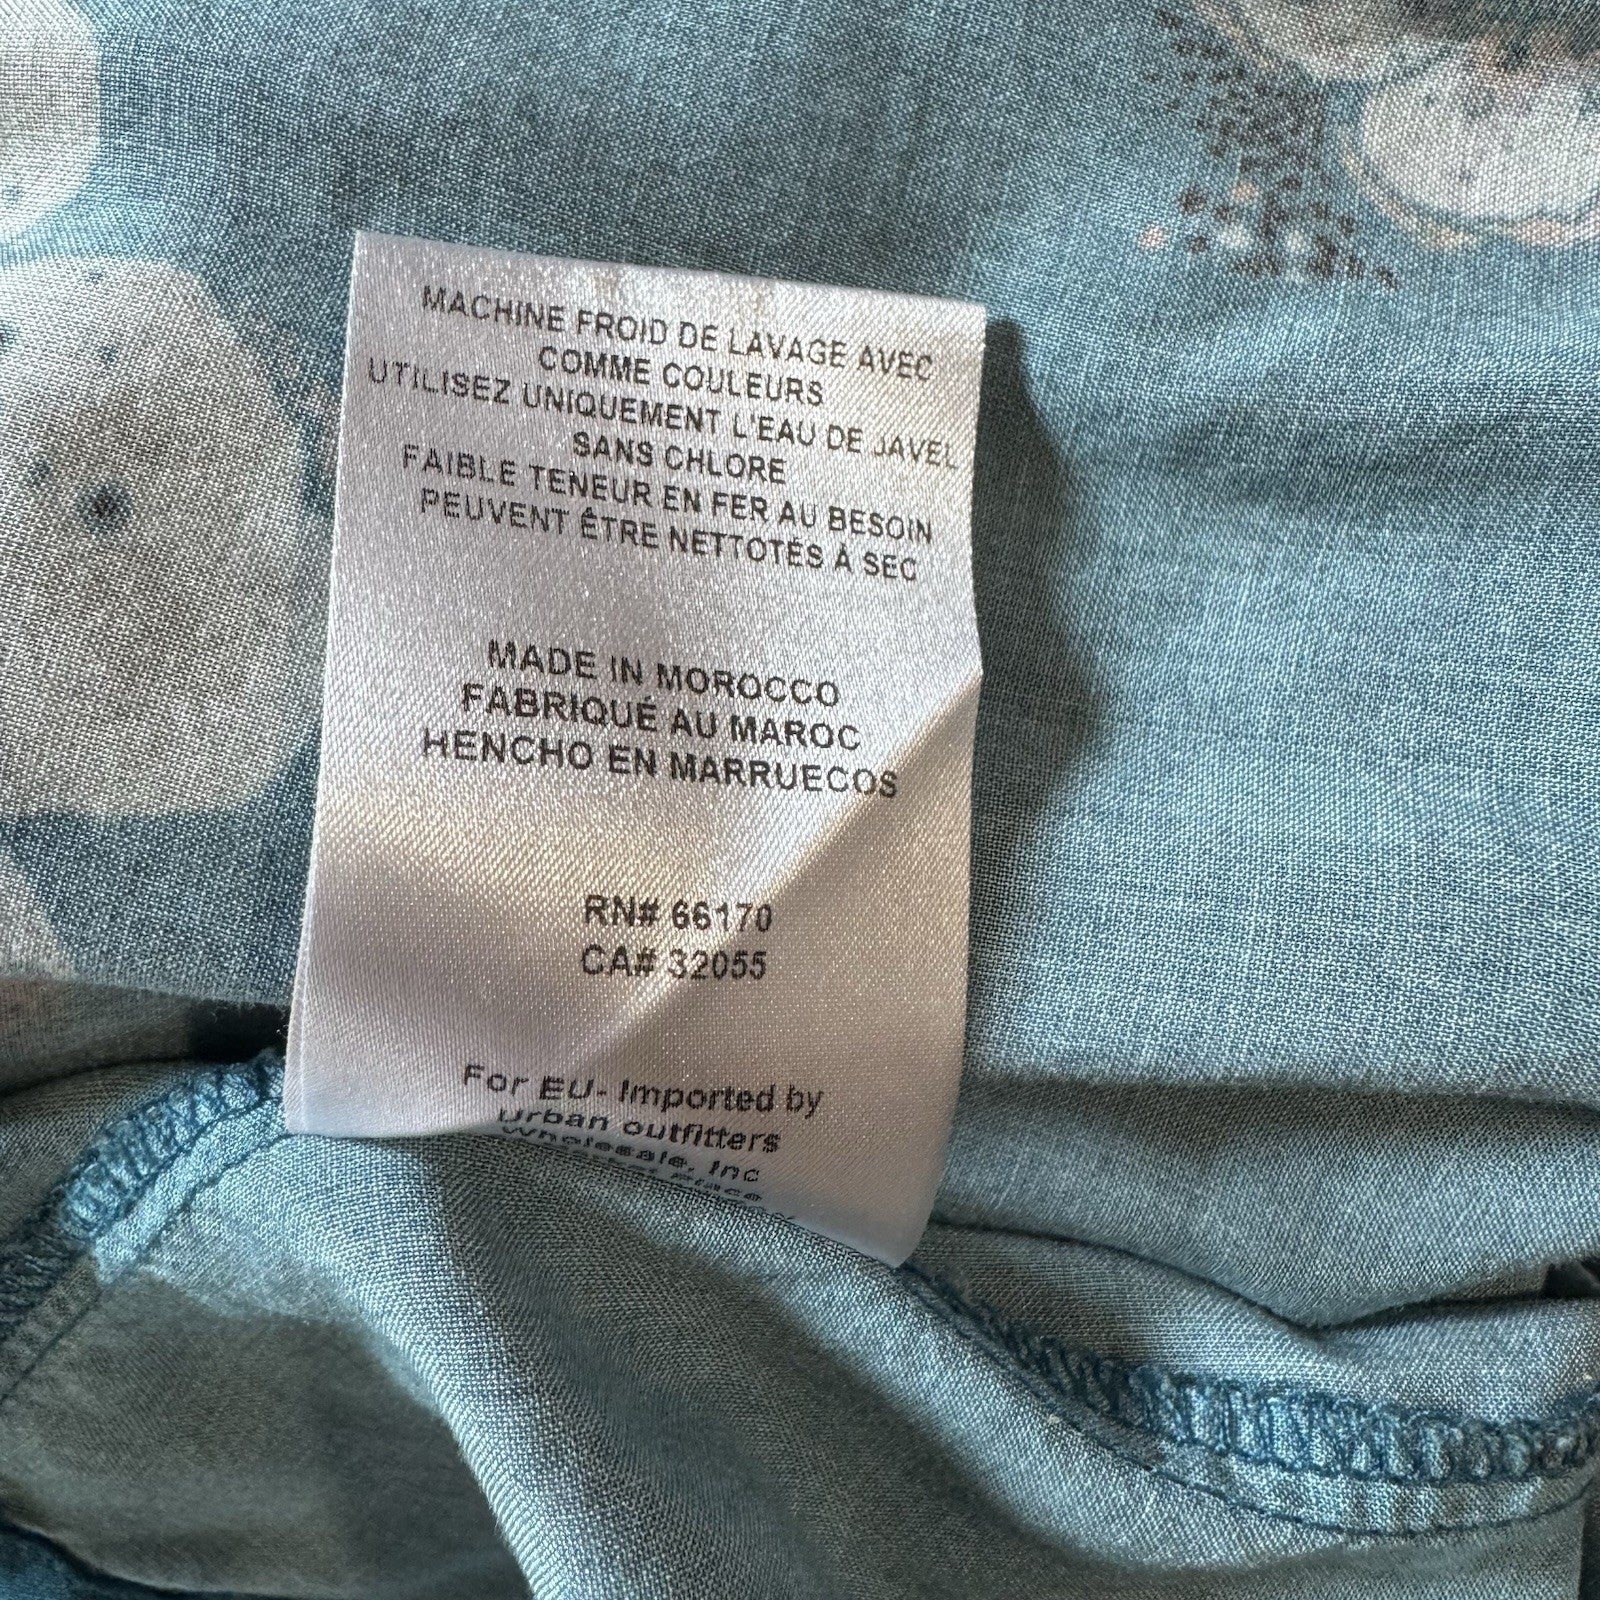 MACHINE FROID DE LAVAGE AVEC
COMME COULEURS
UTILISEZ UNIQUEMENT L'EAU DE JAVEL
SANS CHLORE
FAIBLE TENEUR EN FER AU BESOIN
PEUVENT ÊTRE NETTOTÉS À SEC
MADE IN MOROCCO
FABRIQUÉ AU MAROC
HENCHO EN MARRUECOS
RN# 66170
CA# 32055
For EU- Imported by
Urban outfitters
Wholesale, Inc
Place